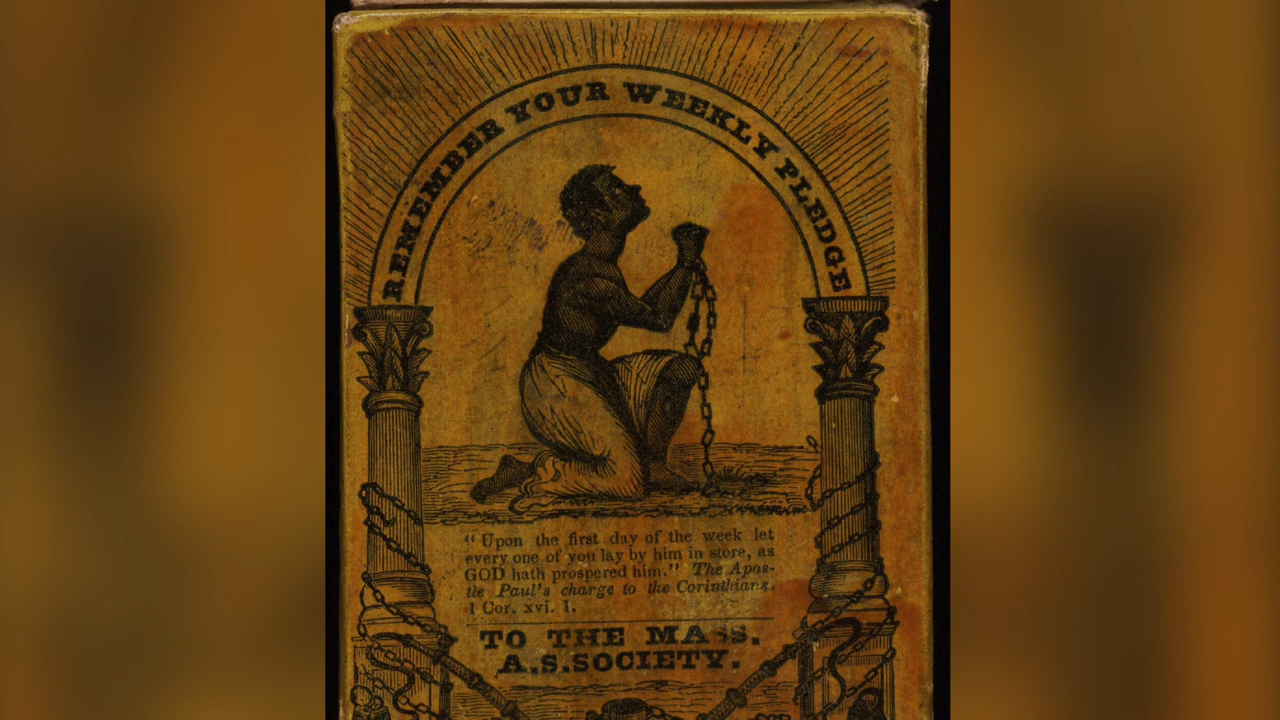 REMEMBER YOUR WEEKLY PLEDGE
“Upon the first day of the week let
every one of you lay by him in store, as
GOD hath prospered him.” The Apos-
tle Paul's charge to the Corinthians.
1 Cor. xvi. 1.
TO THE MASS.
A.S.SOCIETY.